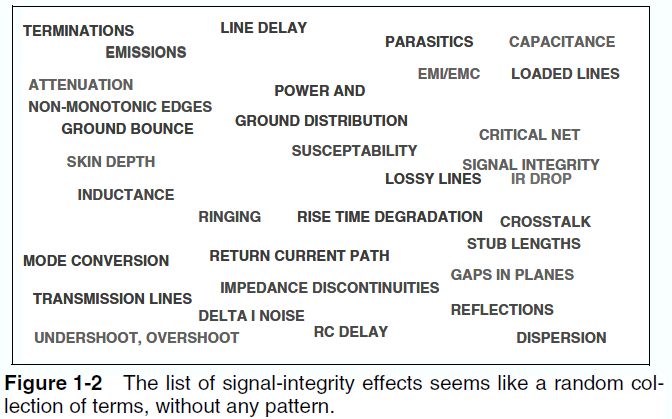 TERMINATIONS
LINE DELAY
EMISSIONS
PARASITICS
CAPACITANCE
ATTENUATION
EMI/EMC
LOADED LINES
POWER AND
NON-MONOTONIC EDGES
GROUND BOUNCE
GROUND DISTRIBUTION
CRITICAL NET
SUSCEPTABILITY
SKIN DEPTH
SIGNAL INTEGRITY
LOSSY LINES
IR DROP
INDUCTANCE
RINGING
RISE TIME DEGRADATION
CROSSTALK
STUB LENGTHS
MODE CONVERSION
RETURN CURRENT PATH
GAPS IN PLANES
IMPEDANCE DISCONTINUITIES
TRANSMISSION LINES
DELTA I NOISE
REFLECTIONS
UNDERSHOOT, OVERSHOOT
RC DELAY
DISPERSION
Figure 1-2 The list of signal-integrity effects seems like a random col-
lection of terms, without any pattern.